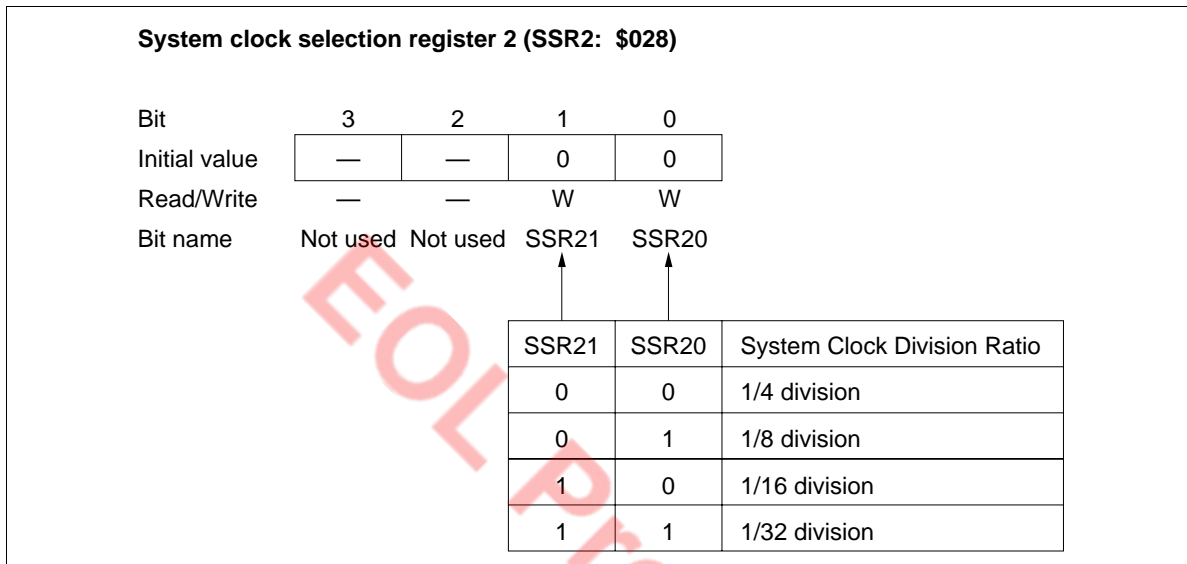 System clock selection register 2 (SSR2: $028)
Bit 3 2 1 0
Initial value — — 0 0
Read/Write — — W W
Bit name Not used Not used SSR21 SSR20
SSR21 SSR20 System Clock Division Ratio
0 0 1/4 division
0 1 1/8 division
1 0 1/16 division
1 1 1/32 division
EOL